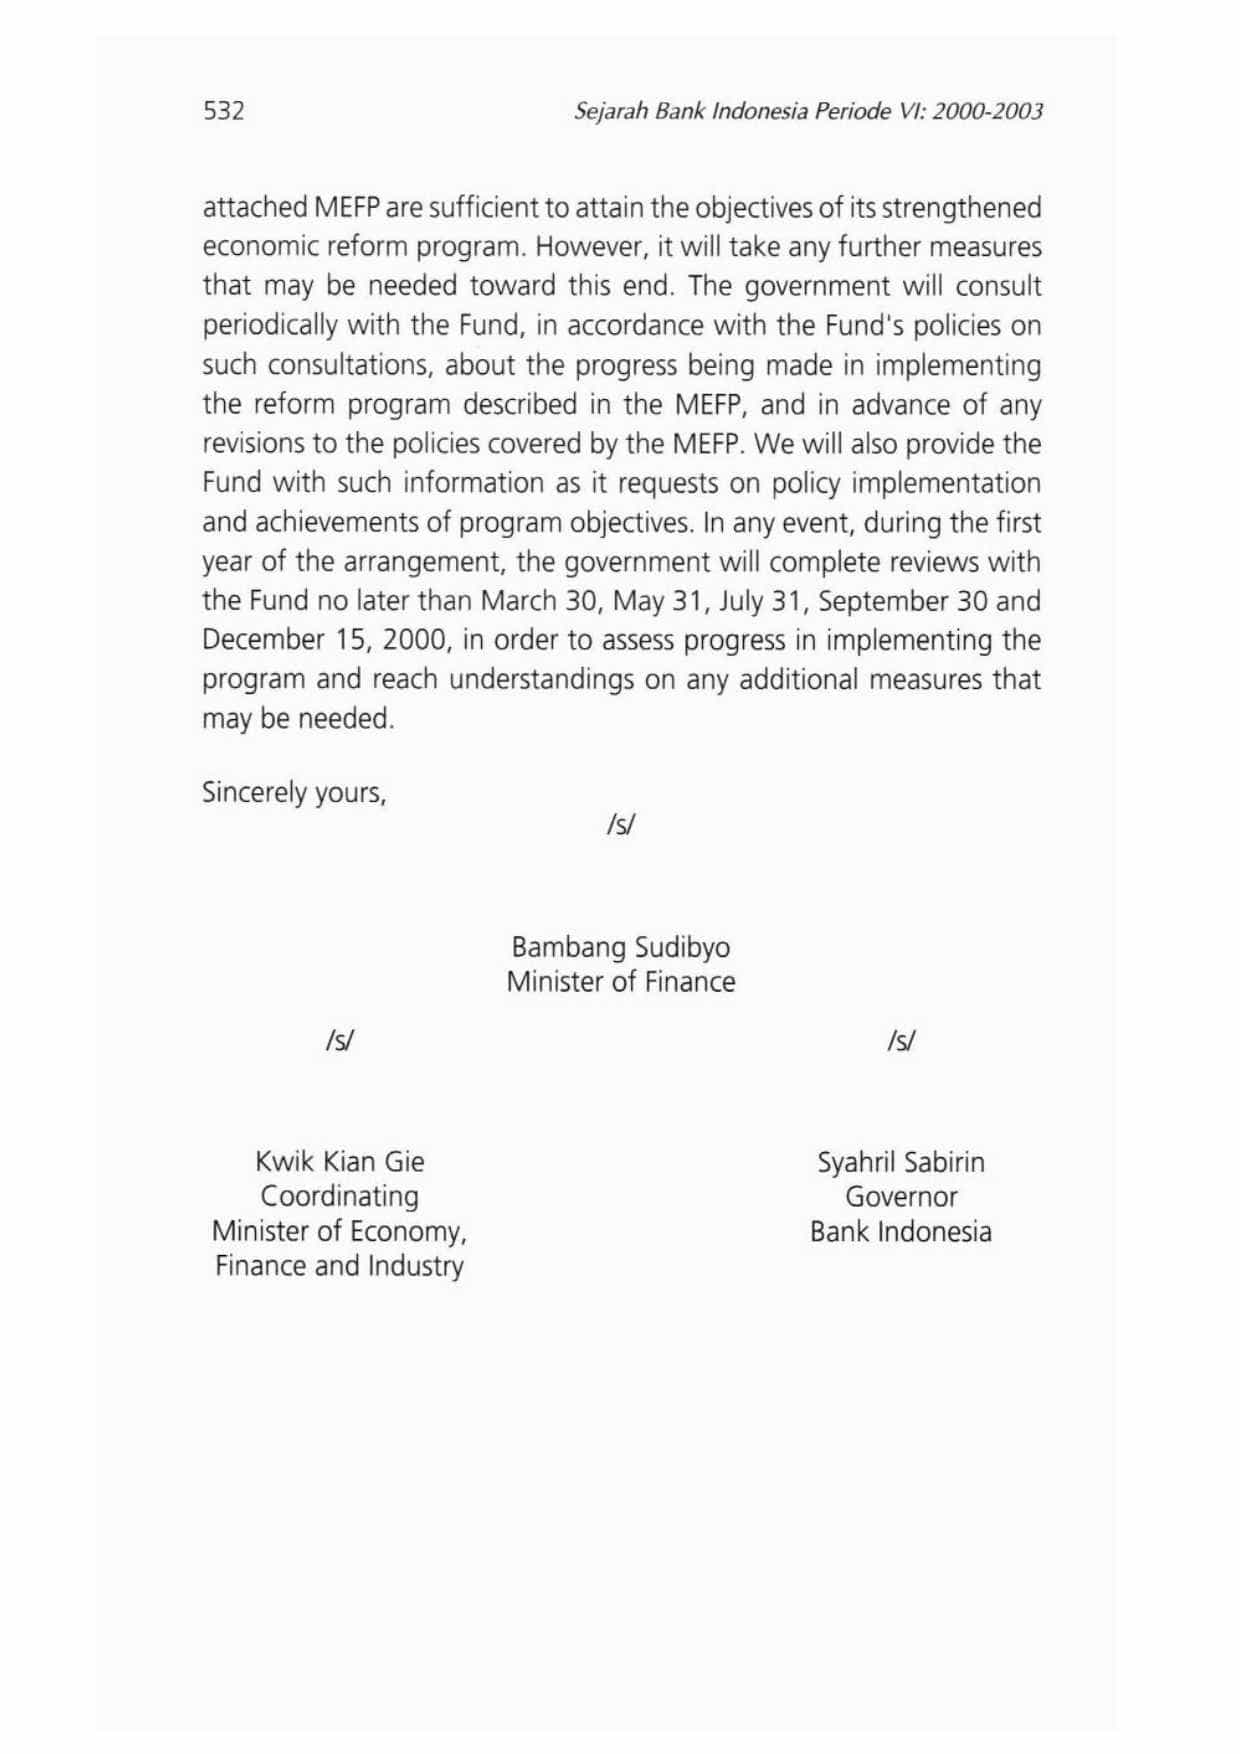 532
Sejarah Bank Indonesia Periode VI: 2000-2003
attached MEFP are sufficient to attain the objectives of its strengthened
economic reform program. However, it will take any further measures
that may be needed toward this end. The government will consult
periodically with the Fund, in accordance with the Fund's policies on
such consultations, about the progress being made in implementing
the reform program described in the MEFP, and in advance of any
revisions to the policies covered by the MEFP. We will also provide the
Fund with such information as it requests on policy implementation
and achievements of program objectives. In any event, during the first
year of the arrangement, the government will complete reviews with
the Fund no later than March 30, May 31, July 31, September 30 and
December 15, 2000, in order to assess progress in implementing the
program and reach understandings on any additional measures that
may be needed.
Sincerely yours,
/s/
Bambang Sudibyo
Minister of Finance
/s/
Kwik Kian Gie
Coordinating
Minister of Economy,
Finance and Industry
/s/
Syahril Sabirin
Governor
Bank Indonesia